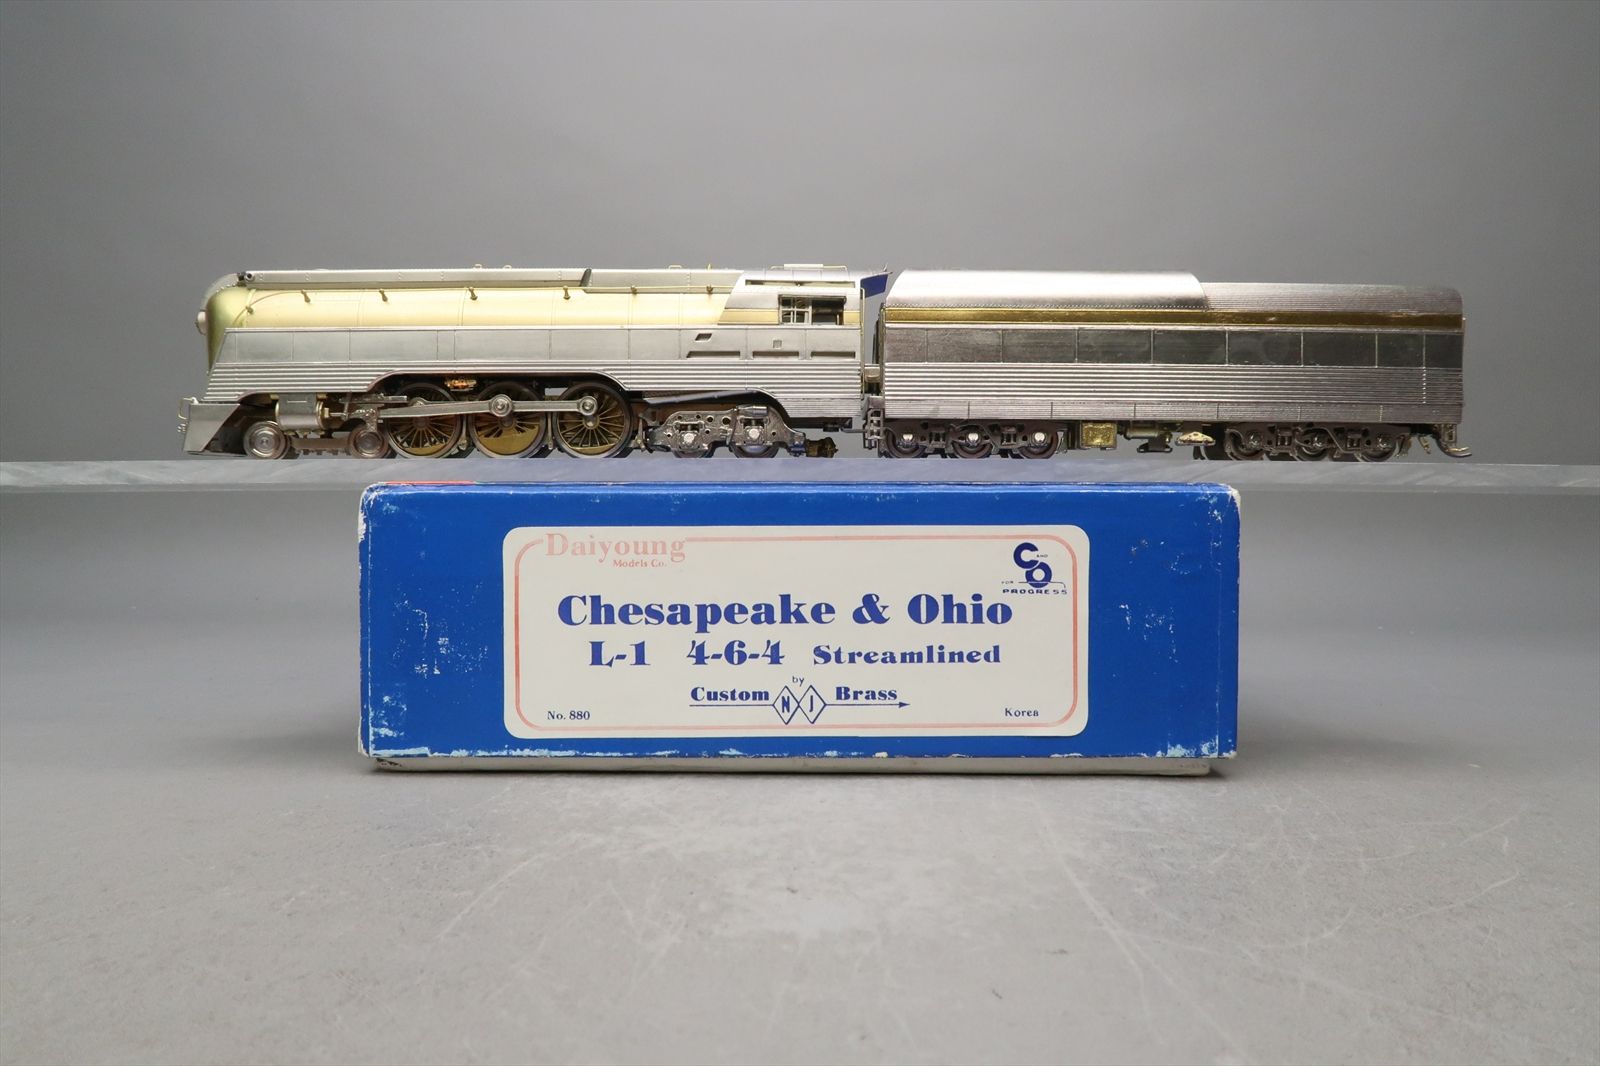 Daiyoung
Models Co.
C AND O
FOR
PROGRESS
Chesapeake & Ohio
L-1 4-6-4 Streamlined
by
Custom NJ Brass
No. 880
Korea